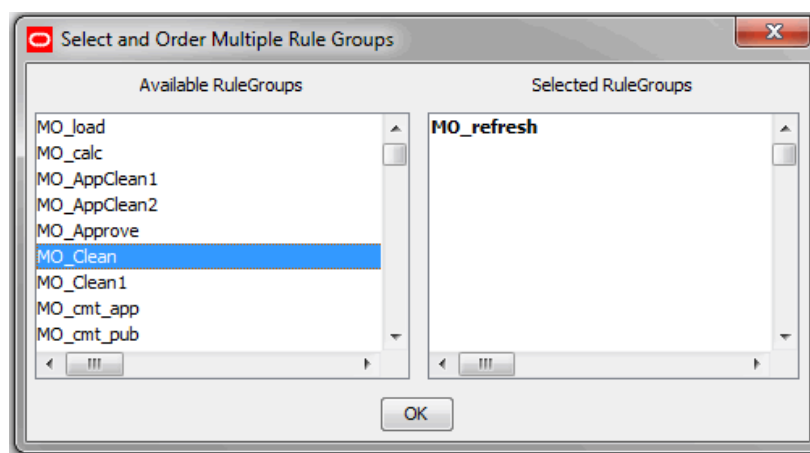 Select and Order Multiple Rule Groups
Available RuleGroups
MO_load
MO_calc
MO_AppClean1
MO_AppClean2
MO_Approve
MO_Clean
MO_Clean1
MO_cmt_app
MO_cmt_pub
Selected RuleGroups
MO_refresh
OK